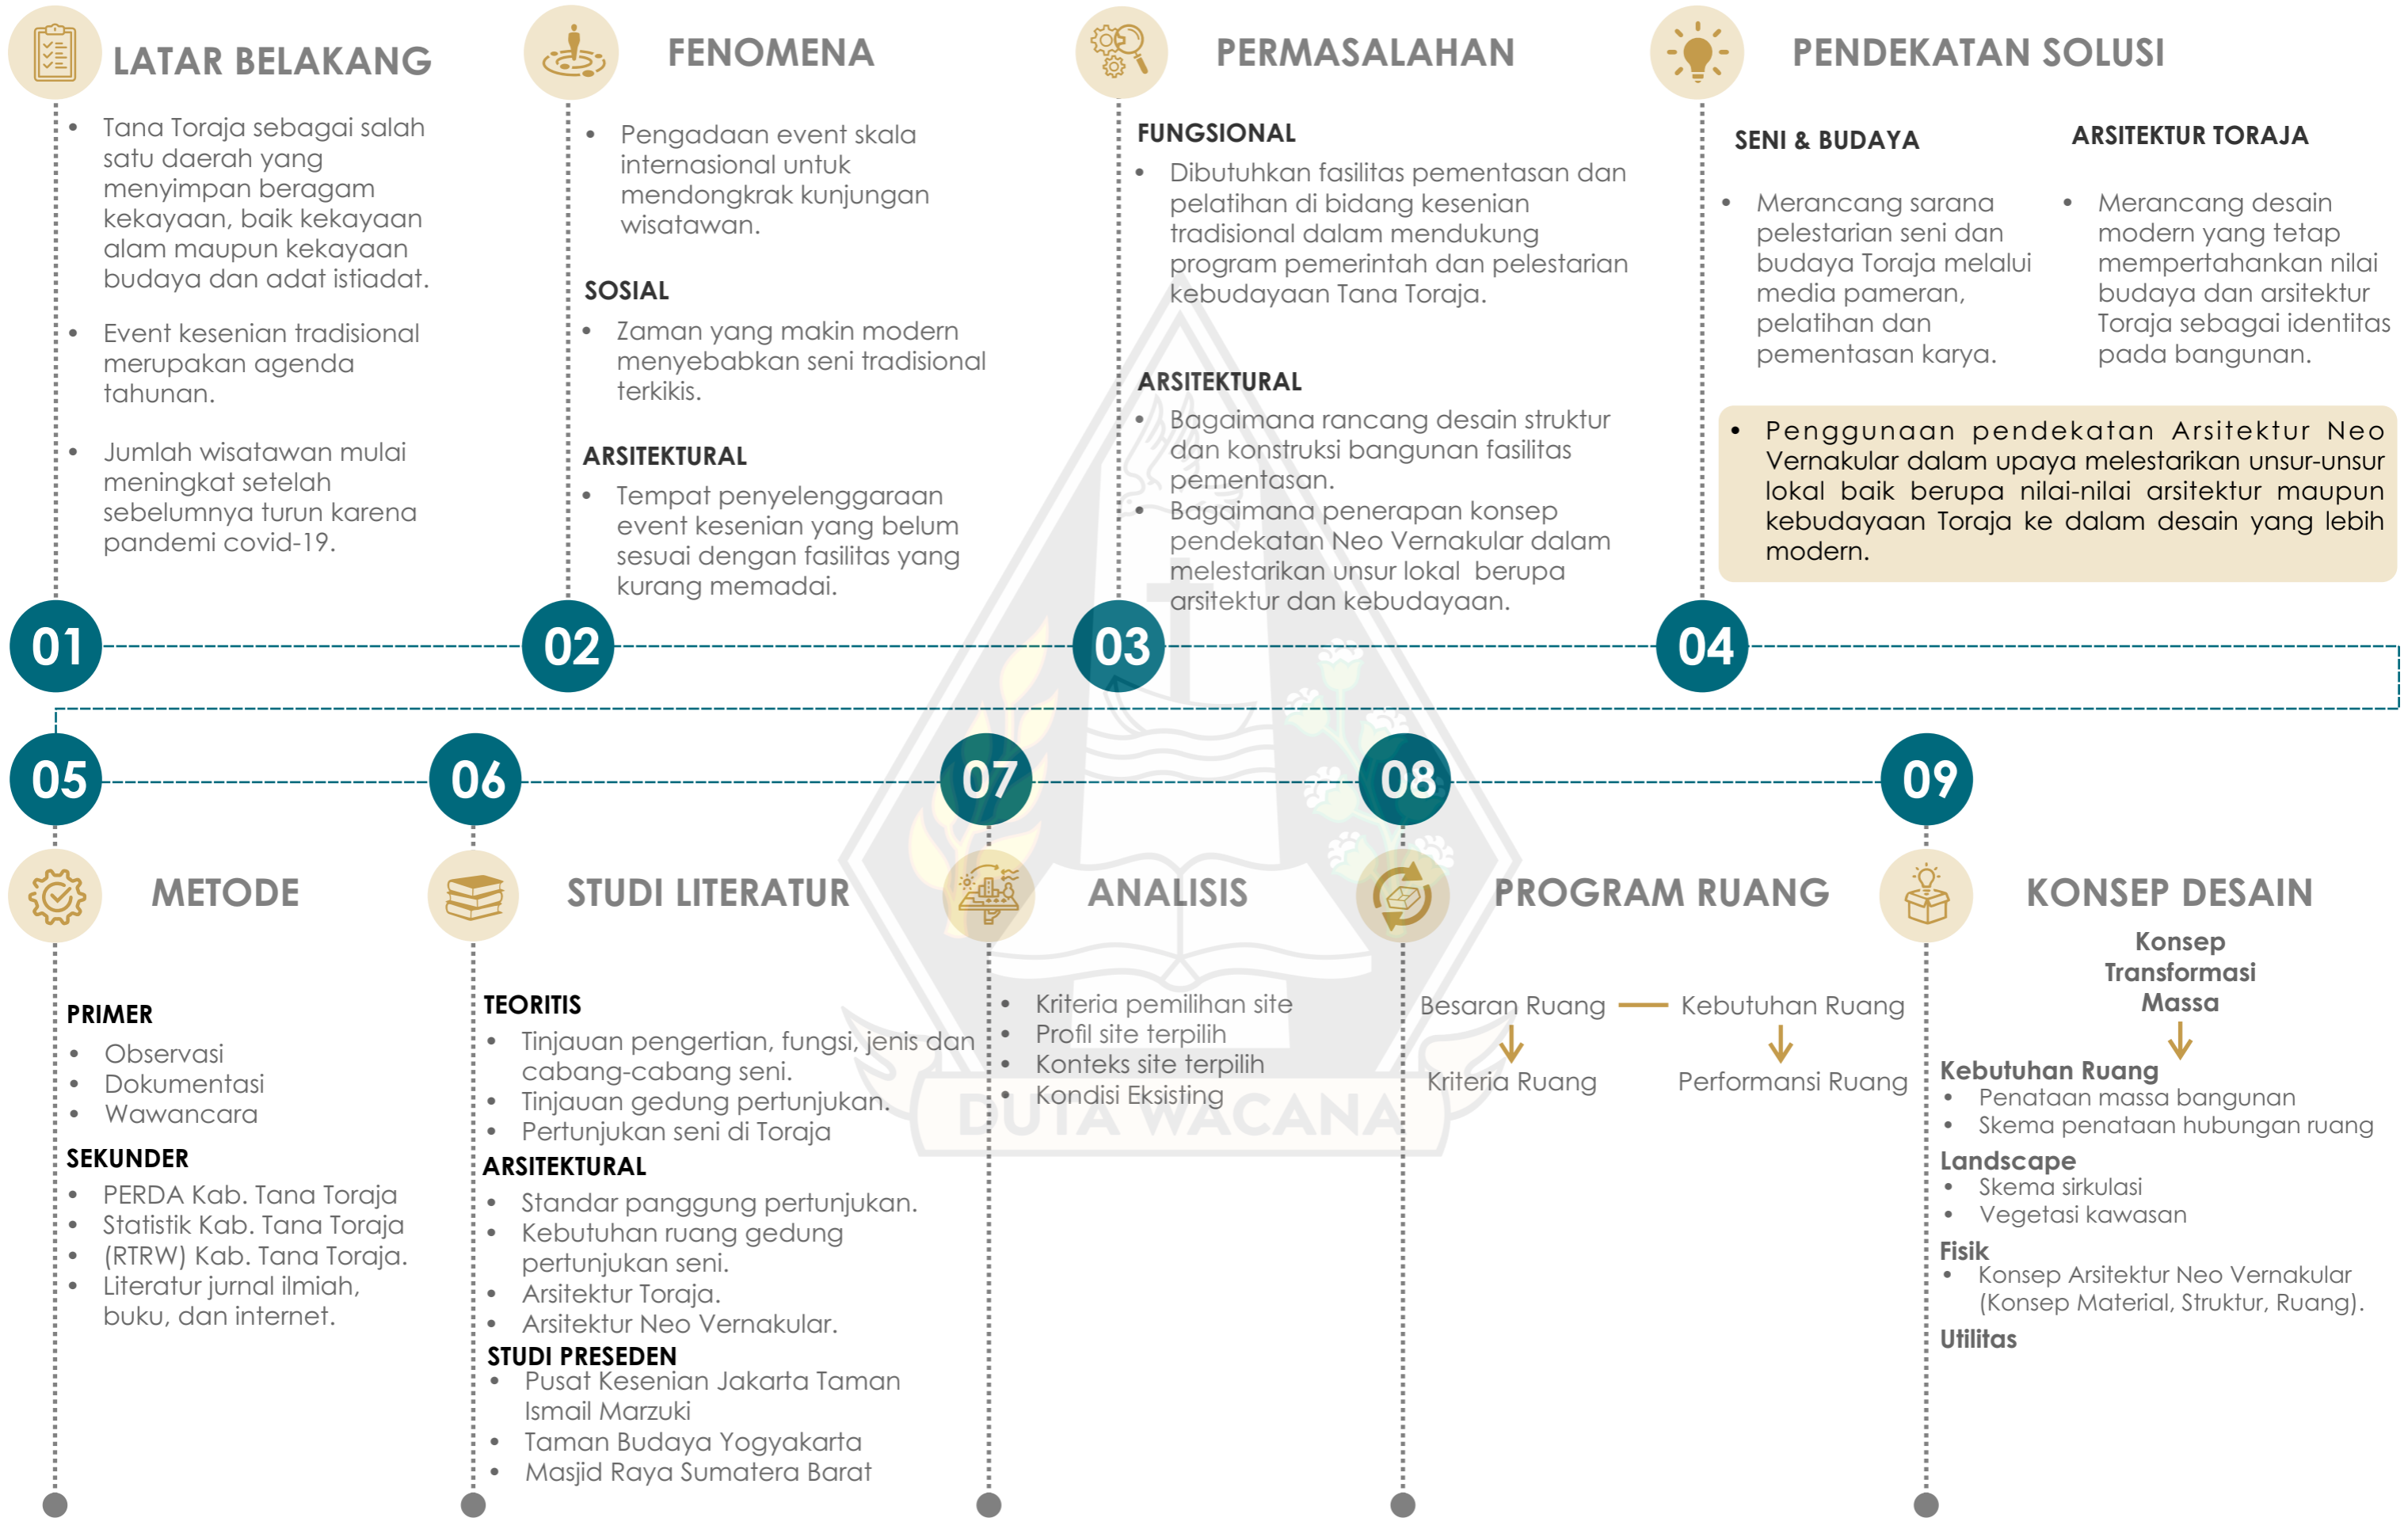 LATAR BELAKANG
• Tana Toraja sebagai salah
satu daerah yang
menyimpan beragam
kekayaan, baik kekayaan
alam maupun kekayaan
budaya dan adat istiadat.
• Event kesenian tradisional
merupakan agenda
tahunan.
• Jumlah wisatawan mulai
meningkat setelah
sebelumnya turun karena
pandemi covid-19.
01
FENOMENA
• Pengadaan event skala
internasional untuk
mendongkrak kunjungan
wisatawan.
SOSIAL
• Zaman yang makin modern
menyebabkan seni tradisional
terkikis.
ARSITEKTURAL
• Tempat penyelenggaraan
event kesenian yang belum
sesuai dengan fasilitas yang
kurang memadai.
02
PERMASALAHAN
FUNGSIONAL
• Dibutuhkan fasilitas pementasan dan
pelatihan di bidang kesenian
tradisional dalam mendukung
program pemerintah dan pelestarian
kebudayaan Tana Toraja.
ARSITEKTURAL
• Bagaimana rancang desain struktur
dan konstruksi bangunan fasilitas
pementasan.
• Bagaimana penerapan konsep
pendekatan Neo Vernakular dalam
melestarikan unsur lokal berupa
arsitektur dan kebudayaan.
03
PENDEKATAN SOLUSI
SENI & BUDAYA
• Merancang sarana
pelestarian seni dan
budaya Toraja melalui
media pameran,
pelatihan dan
pementasan karya.
ARSITEKTUR TORAJA
• Merancang desain
modern yang tetap
mempertahankan nilai
budaya dan arsitektur
Toraja sebagai identitas
pada bangunan.
• Penggunaan pendekatan Arsitektur Neo
Vernakular dalam upaya melestarikan unsur-unsur
lokal baik berupa nilai-nilai arsitektur maupun
kebudayaan Toraja ke dalam desain yang lebih
modern.
04
05
METODE
PRIMER
• Observasi
• Dokumentasi
• Wawancara
SEKUNDER
• PERDA Kab. Tana Toraja
• Statistik Kab. Tana Toraja
• (RTRW) Kab. Tana Toraja.
• Literatur jurnal ilmiah,
buku, dan internet.
06
STUDI LITERATUR
TEORITIS
• Tinjauan pengertian, fungsi, jenis dan
cabang-cabang seni.
• Tinjauan gedung pertunjukan.
• Pertunjukan seni di Toraja
ARSITEKTURAL
• Standar panggung pertunjukan.
• Kebutuhan ruang gedung
pertunjukan seni.
• Arsitektur Toraja.
• Arsitektur Neo Vernakular.
STUDI PRESEDEN
• Pusat Kesenian Jakarta Taman
Ismail Marzuki
• Taman Budaya Yogyakarta
• Masjid Raya Sumatera Barat
07
ANALISIS
• Kriteria pemilihan site
• Profil site terpilih
• Konteks site terpilih
• Kondisi Eksisting
DUTA WACANA
08
PROGRAM RUANG
Besaran Ruang
Kebutuhan Ruang
Kriteria Ruang
Performansi Ruang
09
KONSEP DESAIN
Konsep
Transformasi
Massa
Kebutuhan Ruang
• Penataan massa bangunan
• Skema penataan hubungan ruang
Landscape
• Skema sirkulasi
• Vegetasi kawasan
Fisik
• Konsep Arsitektur Neo Vernakular
(Konsep Material, Struktur, Ruang).
Utilitas